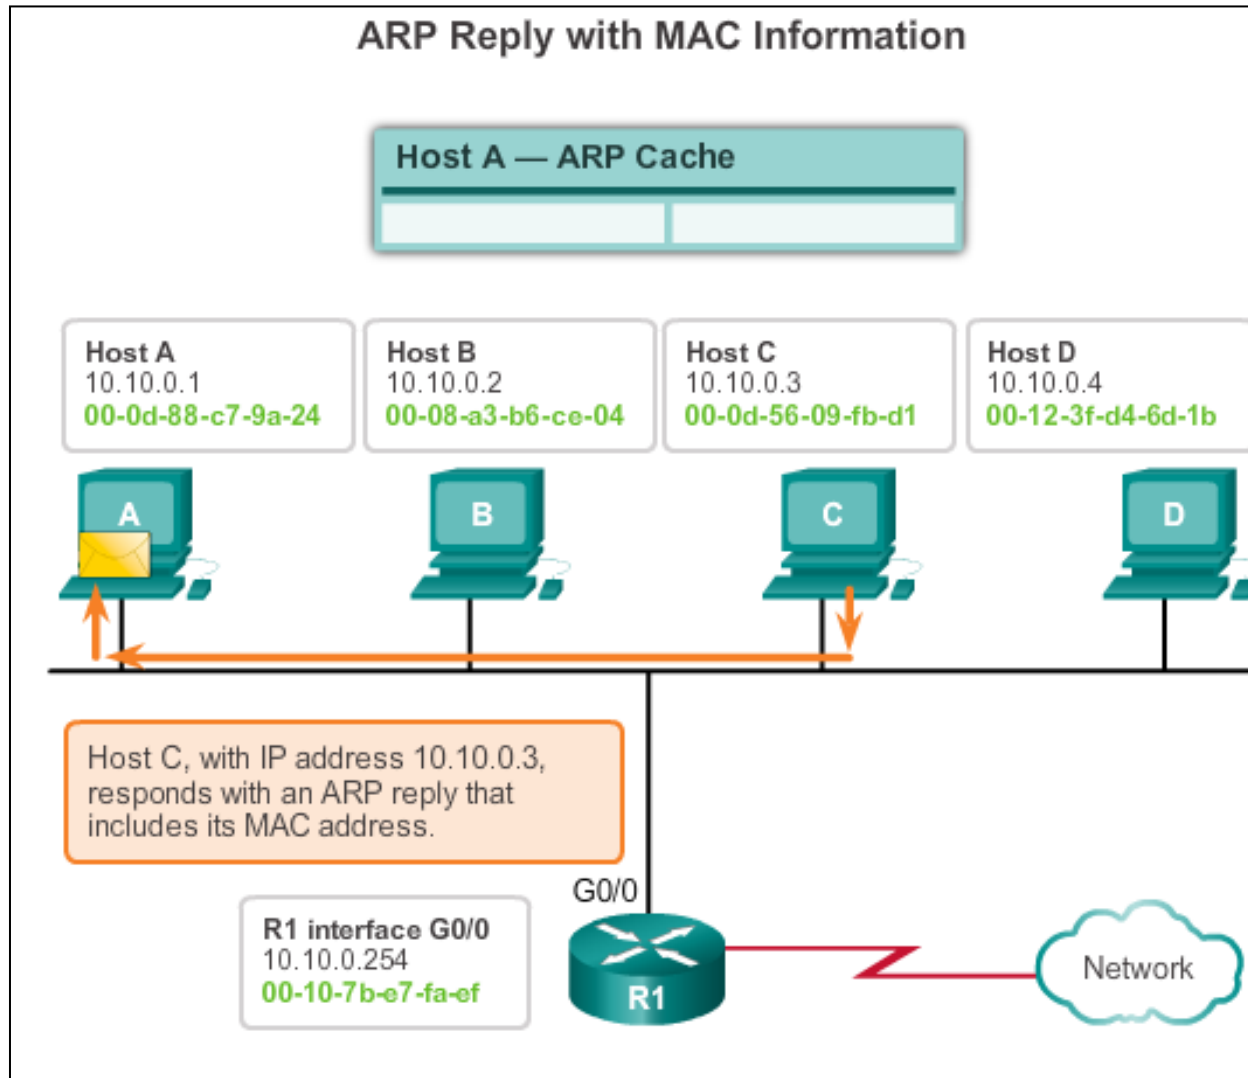 ARP Reply with MAC Information
Host A — ARP Cache
Host A
10.10.0.1
00-0d-88-c7-9a-24
Host B
10.10.0.2
00-08-a3-b6-ce-04
Host C
10.10.0.3
00-0d-56-09-fb-d1
Host D
10.10.0.4
00-12-3f-d4-6d-1b
A
B
C
D
Host C, with IP address 10.10.0.3,
responds with an ARP reply that
includes its MAC address.
G0/0
R1 interface G0/0
10.10.0.254
00-10-7b-e7-fa-ef
R1
Network